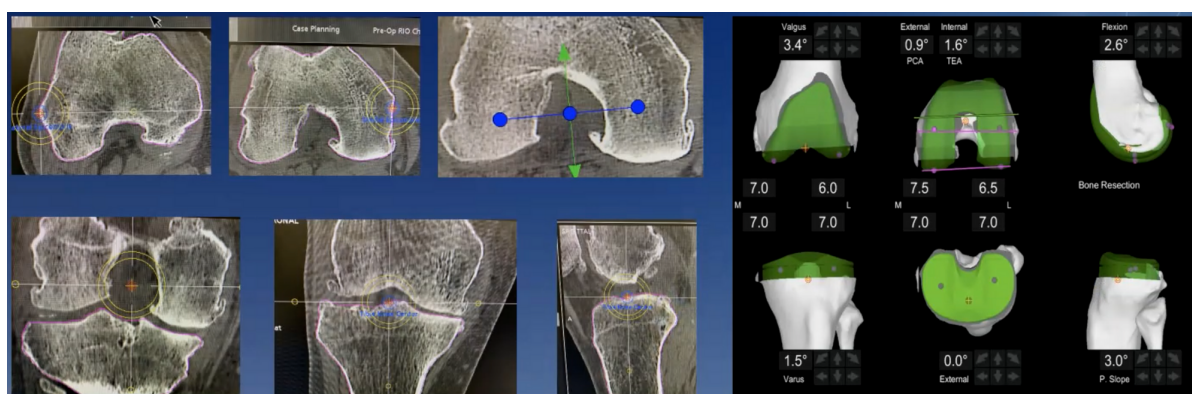 Case Planning
Pre-Op RIO Ch
Valgus
3.4°
External
0.9°
PCA
Internal
1.6°
TEA
Flexion
2.6°
7.0
6.0
7.5
6.5
Bone Resection
M
L
M
L
7.0
7.0
7.0
7.0
1.5°
Varus
0.0°
External
3.0°
P. Slope